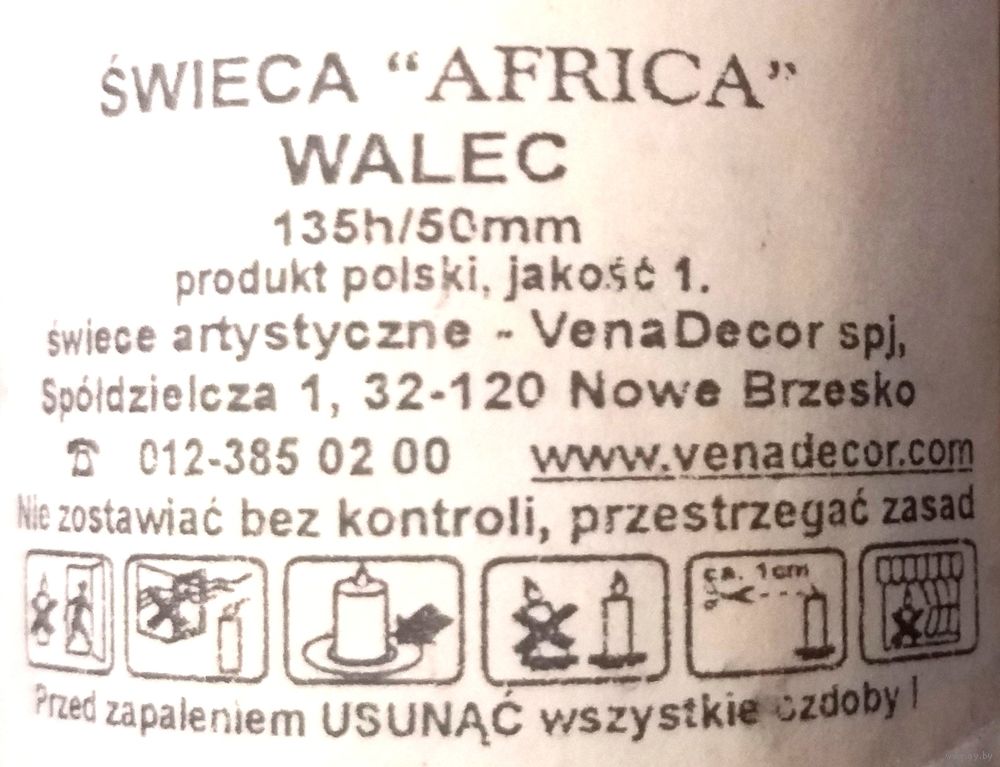 ŚWIECA “AFRICA”
WALEC
135h/50mm
produkt polski, jakość 1.
świece artystyczne - VenaDecor spj,
Spółdzielcza 1, 32-120 Nowe Brzesko
☎ 012-385 02 00 www.venadecor.com
Nie zostawiać bez kontroli, przestrzegać zasad
ca. 1cm
Przed zapaleniem USUNĄĆ wszystkie ozdoby !